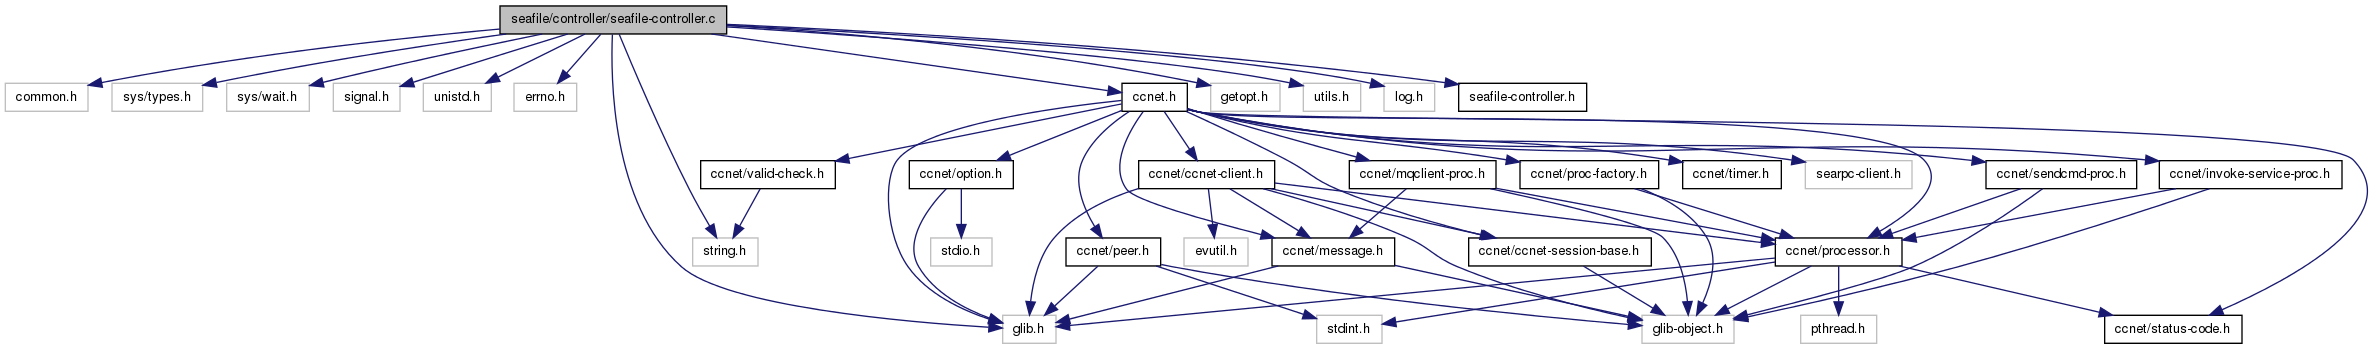 seafile/controller/seafile-controller.c
common.h
sys/types.h
sys/wait.h
signal.h
unistd.h
errno.h
ccnet.h
getopt.h
utils.h
log.h
seafile-controller.h
ccnet/valid-check.h
ccnet/option.h
ccnet/ccnet-client.h
ccnet/mqclient-proc.h
ccnet/proc-factory.h
ccnet/timer.h
searpc-client.h
ccnet/sendcmd-proc.h
ccnet/invoke-service-proc.h
string.h
stdio.h
ccnet/peer.h
evutil.h
ccnet/message.h
ccnet/ccnet-session-base.h
ccnet/processor.h
glib.h
stdint.h
glib-object.h
pthread.h
ccnet/status-code.h